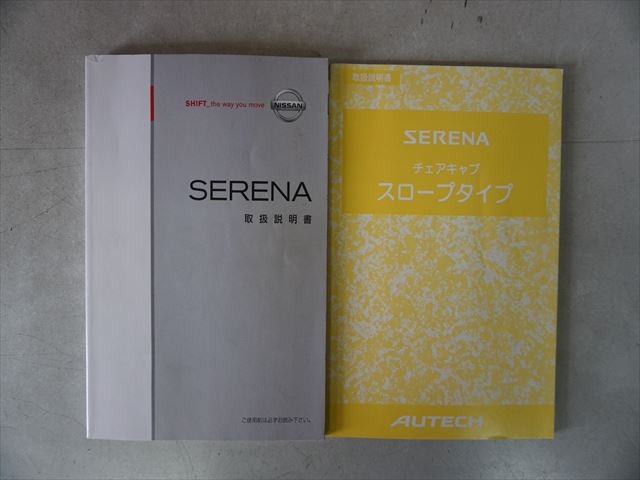 SHIFT_the way you move
NISSAN
SERENA
取扱説明書
ご使用前は必ずお読み下さい。
取扱説明書
SERENA
チェアキャブ
スロープタイプ
AUTECH